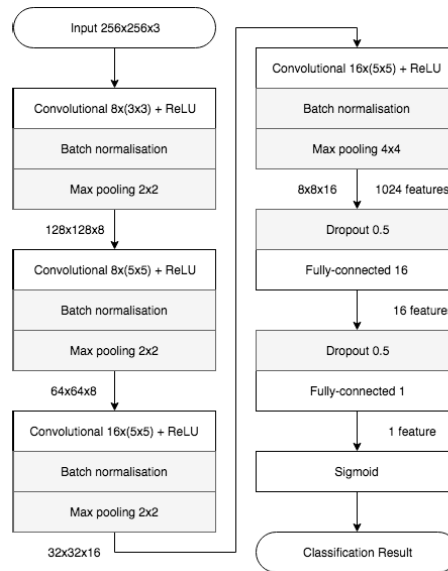 Input 256x256x3
Convolutional 8x(3x3) + ReLU
Batch normalisation
Max pooling 2x2
128x128x8
Convolutional 8x(5x5) + ReLU
Batch normalisation
Max pooling 2x2
64x64x8
Convolutional 16x(5x5) + ReLU
Batch normalisation
Max pooling 2x2
32x32x16
Convolutional 16x(5x5) + ReLU
Batch normalisation
Max pooling 4x4
8x8x16 1024 features
Dropout 0.5
Fully-connected 16
16 features
Dropout 0.5
Fully-connected 1
1 feature
Sigmoid
Classification Result